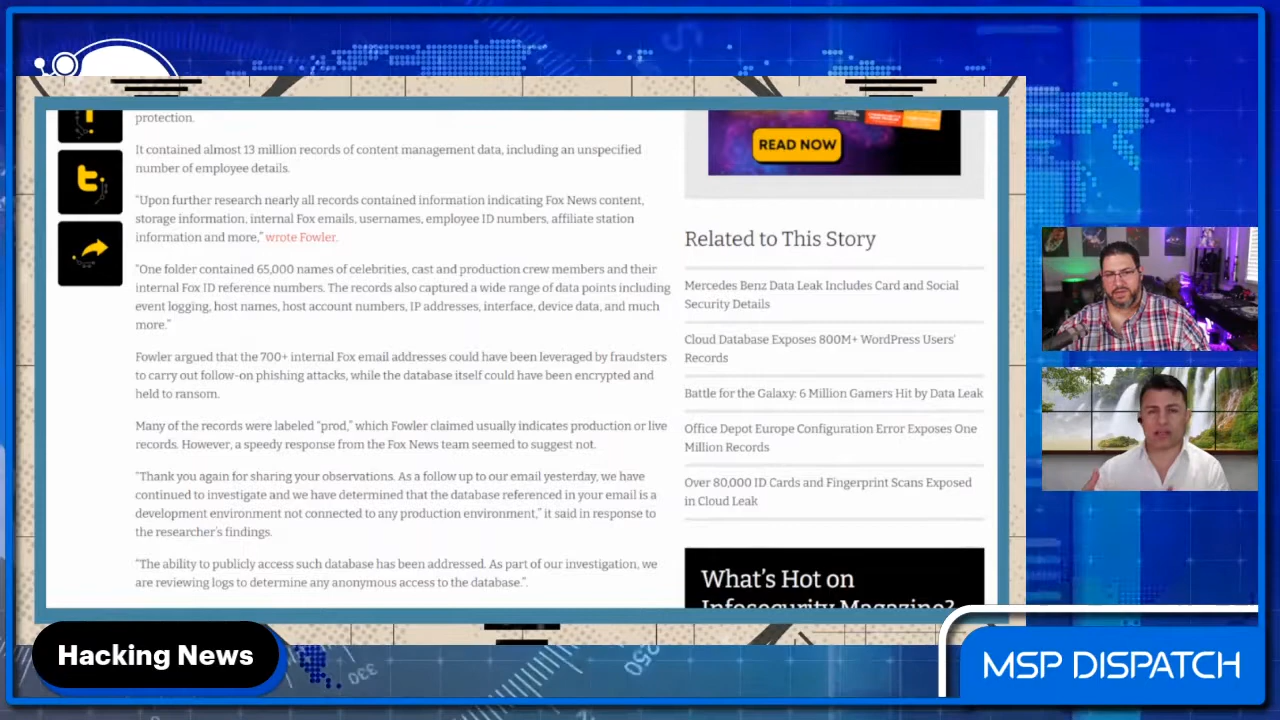 protection.
It contained almost 13 million records of content management data, including an unspecified
number of employee details.
"Upon further research nearly all records contained information indicating Fox News content,
storage information, internal Fox emails, usernames, employee ID numbers, affiliate station
information and more," wrote Fowler.
"One folder contained 65,000 names of celebrities, cast and production crew members and their
internal Fox ID reference numbers. The records also captured a wide range of data points including
event logging, host names, host account numbers, IP addresses, interface, device data, and much
more."
Fowler argued that the 700+ internal Fox email addresses could have been leveraged by fraudsters
to carry out follow-on phishing attacks, while the database itself could have been encrypted and
held to ransom.
Many of the records were labeled "prod," which Fowler claimed usually indicates production or live
records. However, a speedy response from the Fox News team seemed to suggest not.
"Thank you again for sharing your observations. As a follow up to our email yesterday, we have
continued to investigate and we have determined that the database referenced in your email is a
development environment not connected to any production environment," it said in response to
the researcher's findings.
"The ability to publicly access such database has been addressed. As part of our investigation, we
are reviewing logs to determine any anonymous access to the database.".
READ NOW
Related to This Story
Mercedes Benz Data Leak Includes Card and Social
Security Details
Cloud Database Exposes 800M+ WordPress Users'
Records
Battle for the Galaxy: 6 Million Gamers Hit by Data Leak
Office Depot Europe Configuration Error Exposes One
Million Records
Over 80,000 ID Cards and Fingerprint Scans Exposed
in Cloud Leak
What's Hot on
Infosecurity Magazine?
Hacking News
MSP DISPATCH
330
250